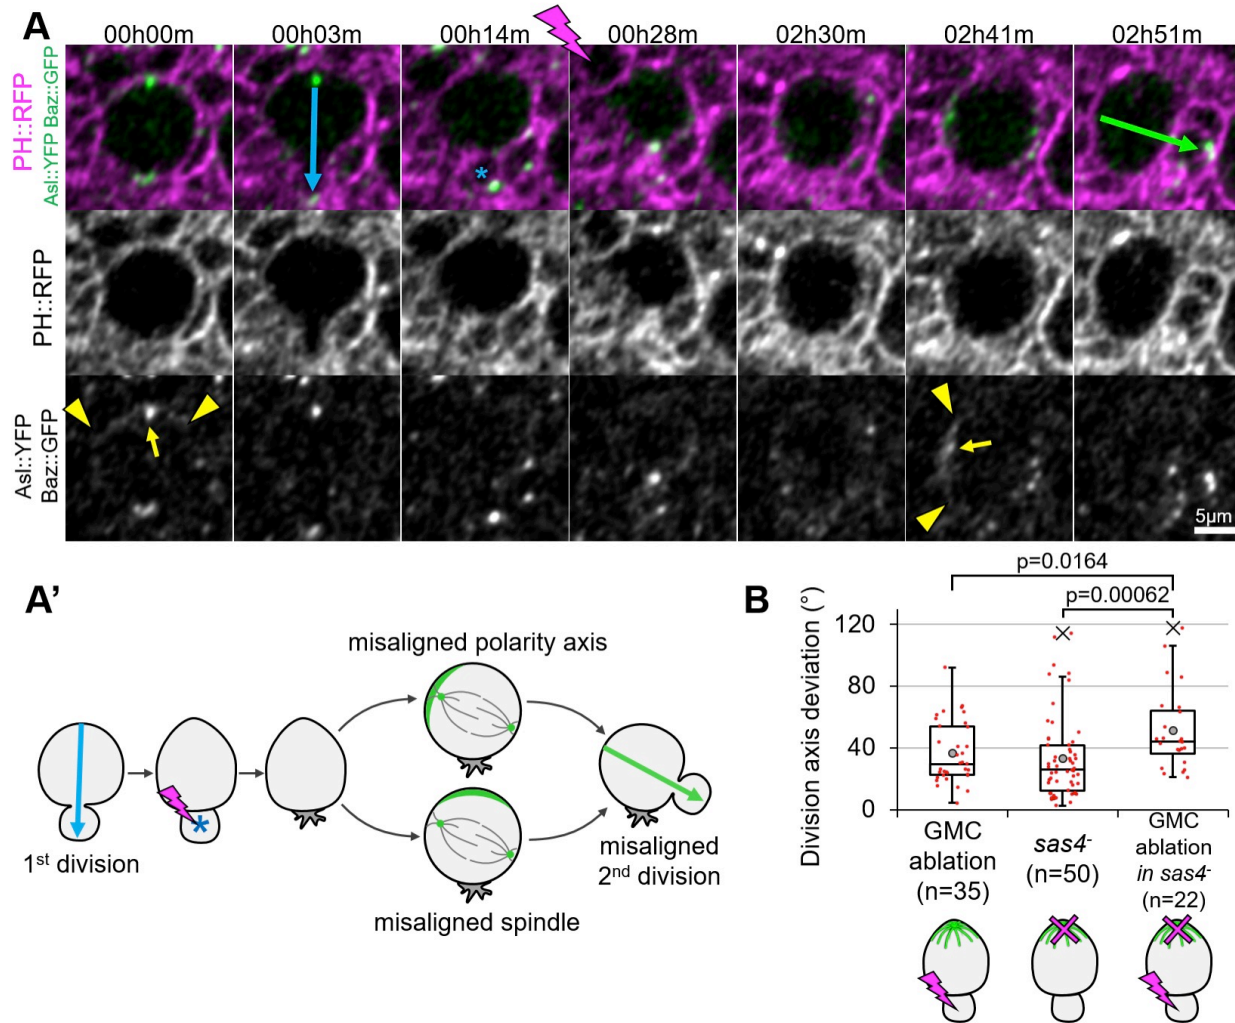 A
00h00m 00h03m 00h14m 00h28m 02h30m 02h41m 02h51m
PH::RFP
Asl::YFP Baz::GFP
*
PH::RFP
Asl::YFP
Baz::GFP
5µm
A'
misaligned polarity axis
*
1st division
misaligned
2nd division
misaligned spindle
B
p=0.0164
p=0.00062
Division axis deviation (°)
120
80
40
0
GMC
ablation
(n=35)
sas4-
(n=50)
GMC
ablation
in sas4-
(n=22)